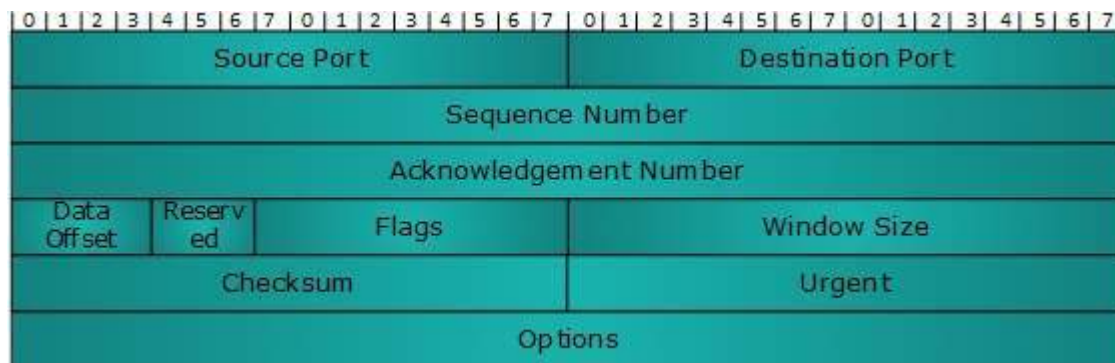 0 1 2 3 4 5 6 7 0 1 2 3 4 5 6 7 0 1 2 3 4 5 6 7 0 1 2 3 4 5 6 7
Source Port Destination Port
Sequence Number
Acknowledgement Number
Data Offset Reserv ed Flags Window Size
Checksum Urgent
Options